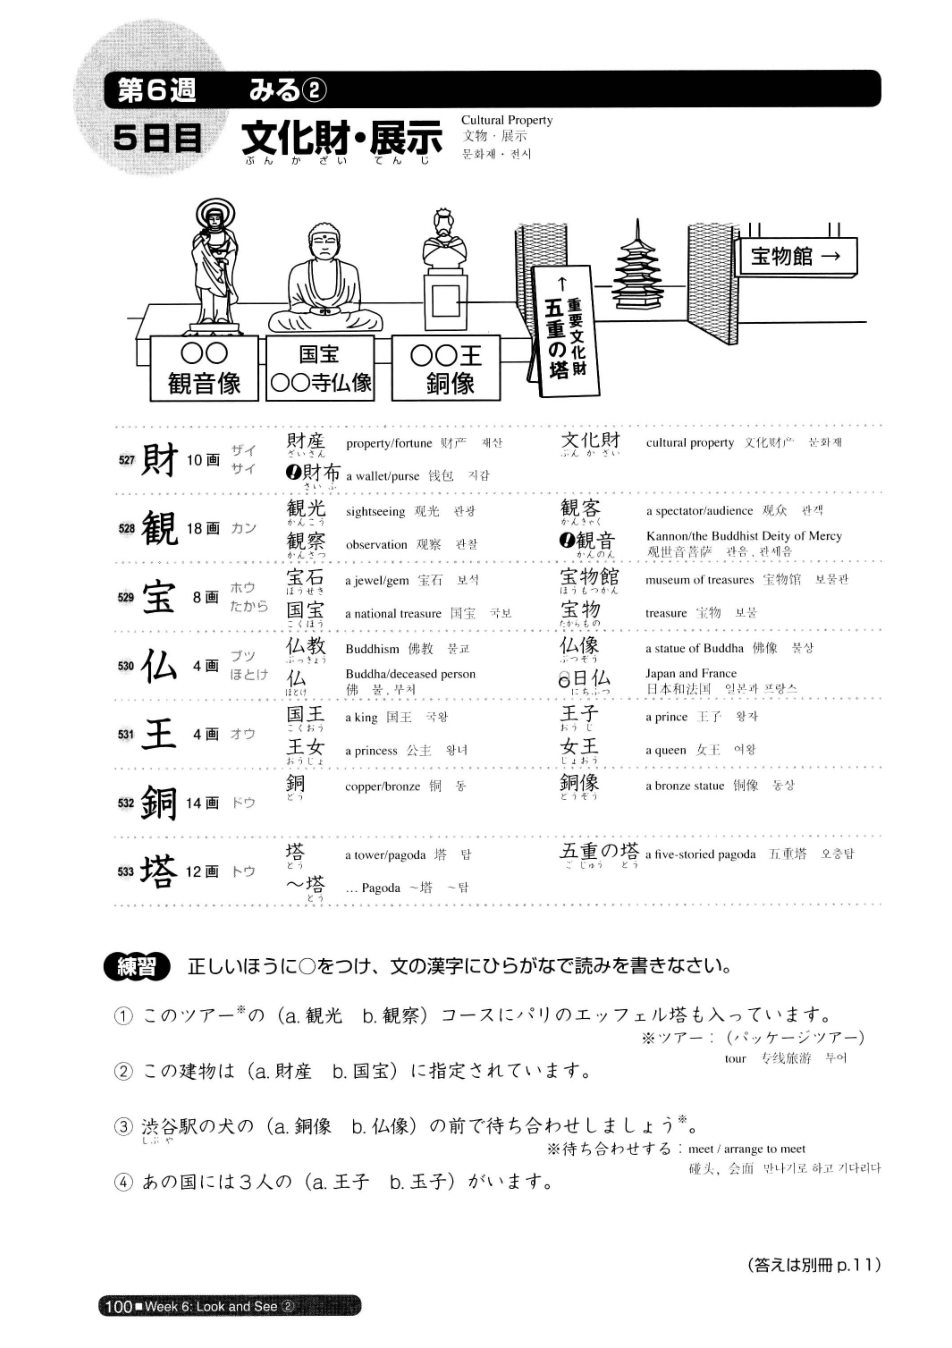 第6週 みる②
5日目 文化財・展示
ぶんかざい てんじ
Cultural Property
文物・展示
문화재・전시
○○
観音像
国宝
○○寺仏像
○○王
銅像
↑
重要文化財
五重の塔
宝物館→
527 財 10画 ザイ サイ
財産 ざいさん property/fortune 财产 재산
文化財 ぶんかざい cultural property 文化财产 문화재
❗財布 さいふ a wallet/purse 钱包 지갑
528 観 18画 カン
観光 かんこう sightseeing 观光 관광
観客 かんきゃく a spectator/audience 观众 관객
観察 かんさつ observation 观察 관찰
❗観音 かんのん Kannon/the Buddhist Deity of Mercy
观世音菩萨 관음, 관세음
529 宝 8画 ホウ たから
宝石 ほうせき a jewel/gem 宝石 보석
宝物館 ほうもつかん museum of treasures 宝物馆 보물관
国宝 こくほう a national treasure 国宝 국보
宝物 たからもの treasure 宝物 보물
530 仏 4画 ブツ ほとけ
仏教 ぶっきょう Buddhism 佛教 불교
仏像 ぶつぞう a statue of Buddha 佛像 불상
仏 ほとけ Buddha/deceased person
佛 불, 부처
日仏 にちふつ Japan and France
日本和法国 일본과 프랑스
531 王 4画 オウ
国王 こくおう a king 国王 국왕
王子 おうじ a prince 王子 왕자
王女 おうじょ a princess 公主 왕녀
女王 じょおう a queen 女王 여왕
532 銅 14画 ドウ
銅 どう copper/bronze 铜 동
銅像 どうぞう a bronze statue 铜像 동상
533 塔 12画 トウ
塔 とう a tower/pagoda 塔 탑
五重の塔 ごじゅう とう a five-storied pagoda 五重塔 오중탑
～塔 とう … Pagoda ～塔 ～탑
練習 正しいほうに○をつけ、文の漢字にひらがなで読みを書きなさい。
① このツアー※の（a. 観光 b. 観察）コースにパリのエッフェル塔も入っています。
※ツアー：（パッケージツアー）
tour 专线旅游 투어
② この建物は（a. 財産 b. 国宝）に指定されています。
③ 渋谷駅の犬の（a. 銅像 b. 仏像）の前で待ち合わせしましょう※。
しぶや
※待ち合わせする：meet / arrange to meet
碰头，会面 만나기로 하고 기다리다
④ あの国には3人の（a. 王子 b. 玉子）がいます。
（答えは別冊 p.11）
100■Week 6: Look and See ②